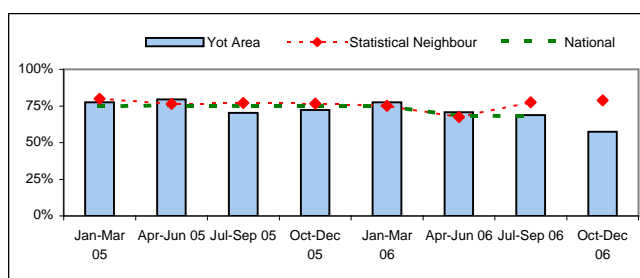 Yot Area Statistical Neighbour National
100%
75%
50%
25%
0%
Jan-Mar 05 Apr-Jun 05 Jul-Sep 05 Oct-Dec 05 Jan-Mar 06 Apr-Jun 06 Jul-Sep 06 Oct-Dec 06